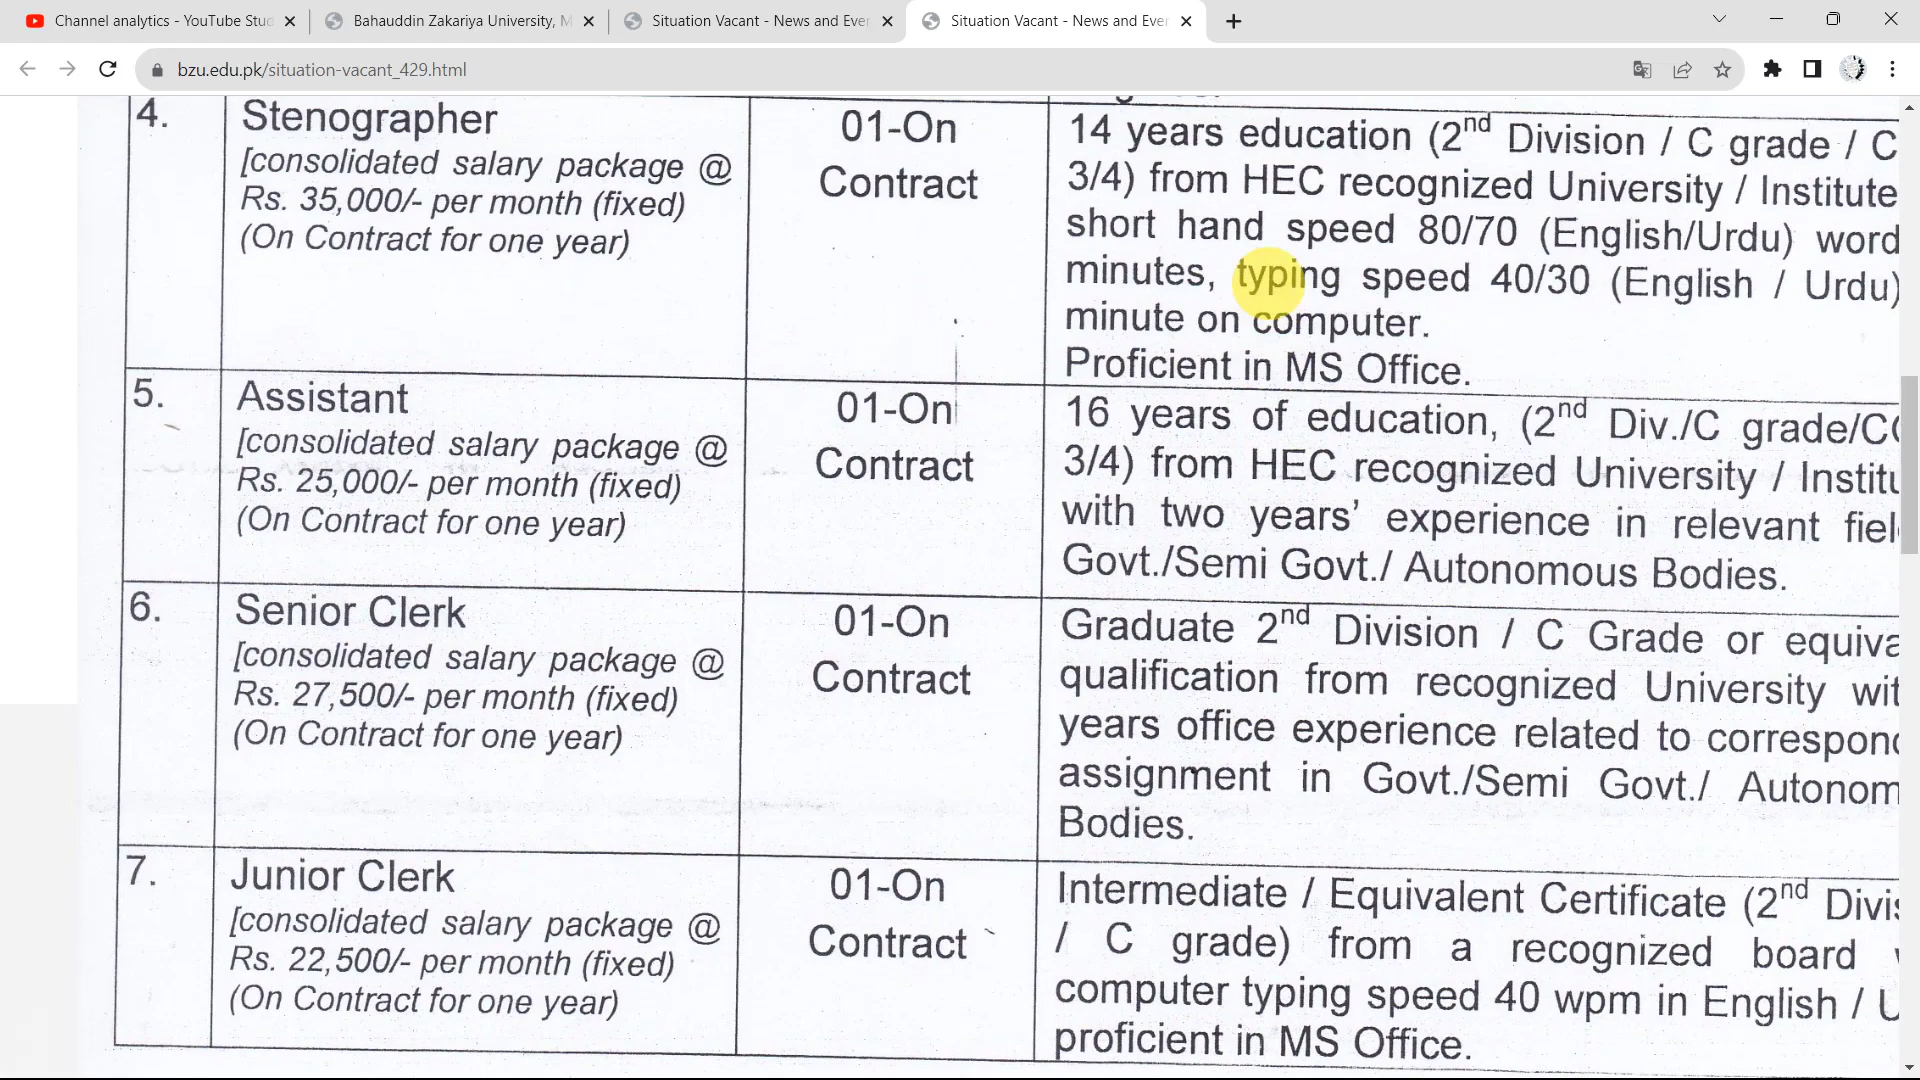 Channel analytics - YouTube Stud
Bahauddin Zakariya University, M
Situation Vacant - News and Ever
Situation Vacant - News and Ever
bzu.edu.pk/situation-vacant_429.html
4.
Stenographer
[consolidated salary package @
Rs. 35,000/- per month (fixed)
(On Contract for one year)
01-On
Contract
14 years education (2nd Division / C grade / C
3/4) from HEC recognized University / Institute
short hand speed 80/70 (English/Urdu) word
minutes, typing speed 40/30 (English / Urdu)
minute on computer.
Proficient in MS Office.
5.
Assistant
[consolidated salary package @
Rs. 25,000/- per month (fixed)
(On Contract for one year)
01-On
Contract
16 years of education, (2nd Div./C grade/C
3/4) from HEC recognized University / Institu
with two years' experience in relevant fiel
Govt./Semi Govt./ Autonomous Bodies.
6.
Senior Clerk
[consolidated salary package @
Rs. 27,500/- per month (fixed)
(On Contract for one year)
01-On
Contract
Graduate 2nd Division / C Grade or equiva
qualification from recognized University wit
years office experience related to correspond
assignment in Govt./Semi Govt./ Autonom
Bodies.
7.
Junior Clerk
[consolidated salary package @
Rs. 22,500/- per month (fixed)
(On Contract for one year)
01-On
Contract
Intermediate / Equivalent Certificate (2nd Divis
/ C grade) from a recognized board
computer typing speed 40 wpm in English / U
proficient in MS Office.